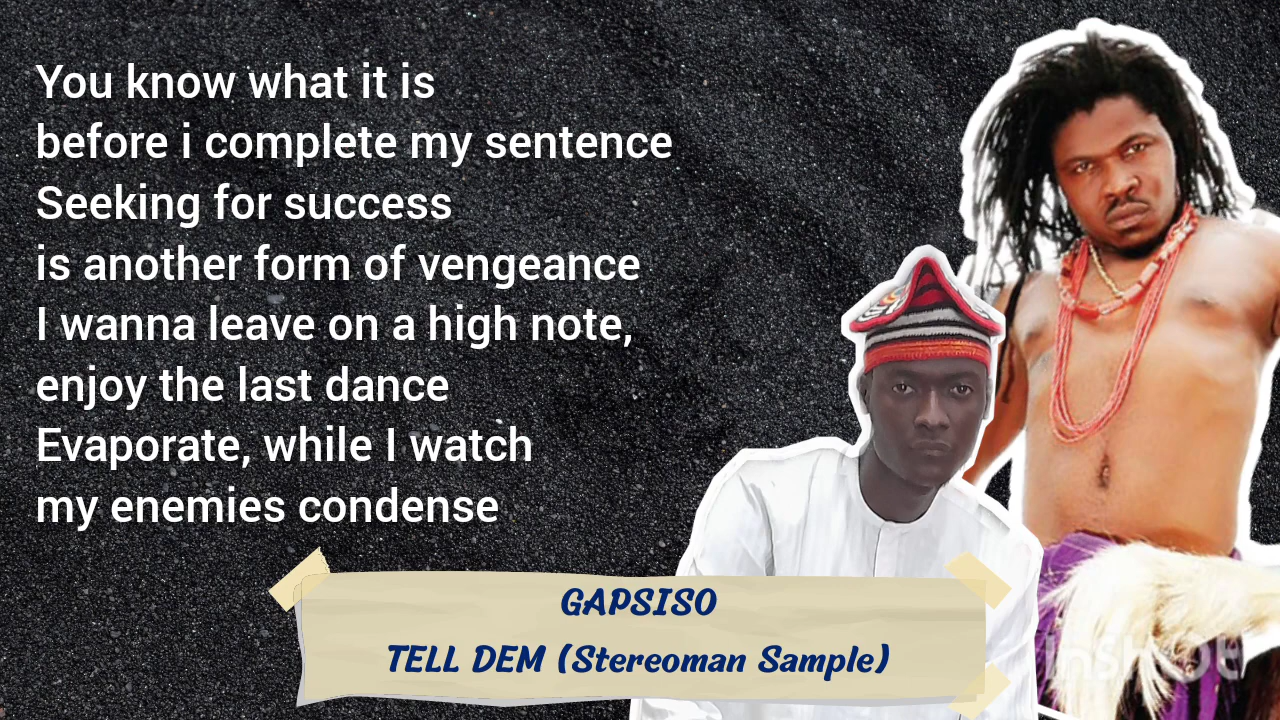 You know what it is
before i complete my sentence
Seeking for success
is another form of vengeance
I wanna leave on a high note,
enjoy the last dance
Evaporate, while I watch
my enemies condense
GAPSISO
TELL DEM (Stereoman Sample)
InShOt